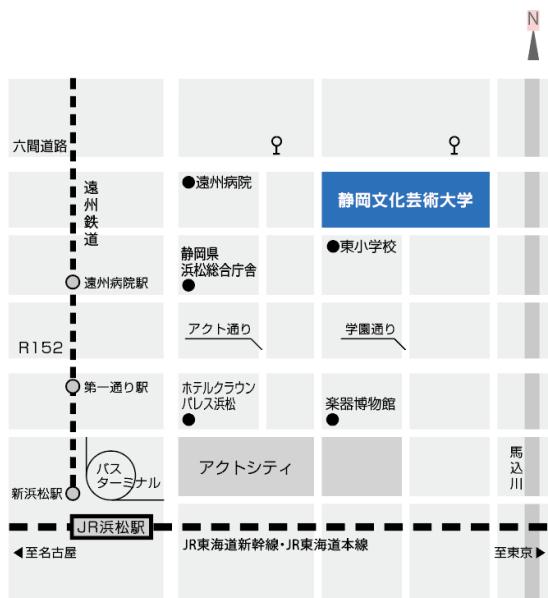 N
六間道路
遠州病院
静岡文化芸術大学
遠州鉄道
静岡県
浜松総合庁舎
東小学校
遠州病院駅
アクト通り
学園通り
R152
第一通り駅
ホテルクラウン
パレス浜松
楽器博物館
バス
ターミナル
アクトシティ
馬込川
新浜松駅
JR浜松駅
JR東海道新幹線・JR東海道本線
◀至名古屋
至東京▶